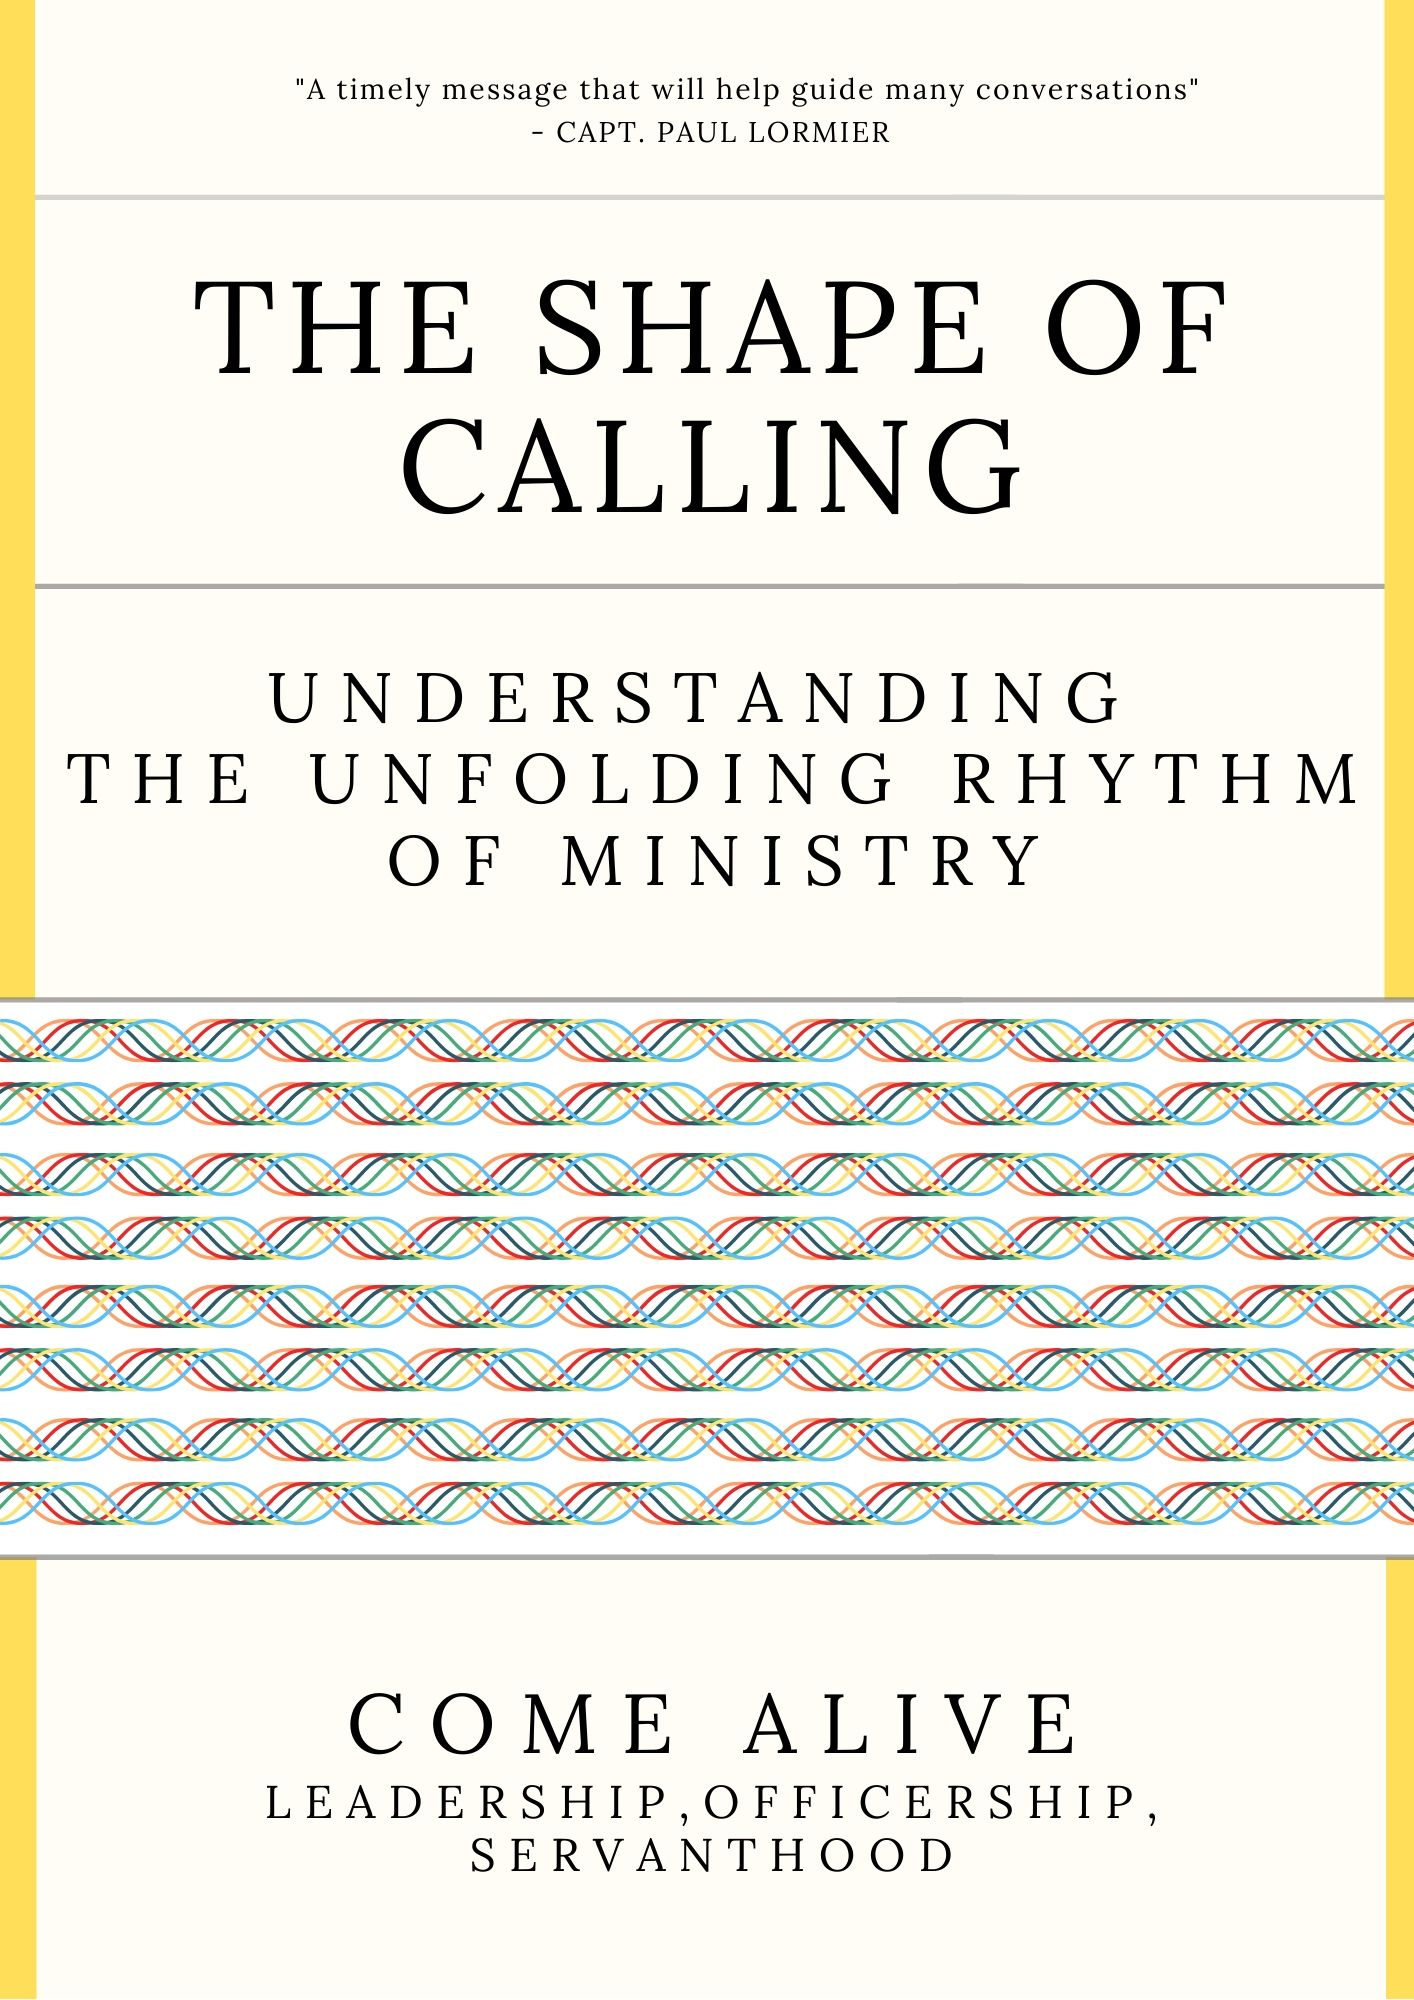 "A timely message that will help guide many conversations"
- CAPT. PAUL LORMIER
THE SHAPE OF
CALLING
UNDERSTANDING
THE UNFOLDING RHYTHM
OF MINISTRY
COME ALIVE
LEADERSHIP,OFFICERSHIP,
SERVANTHOOD